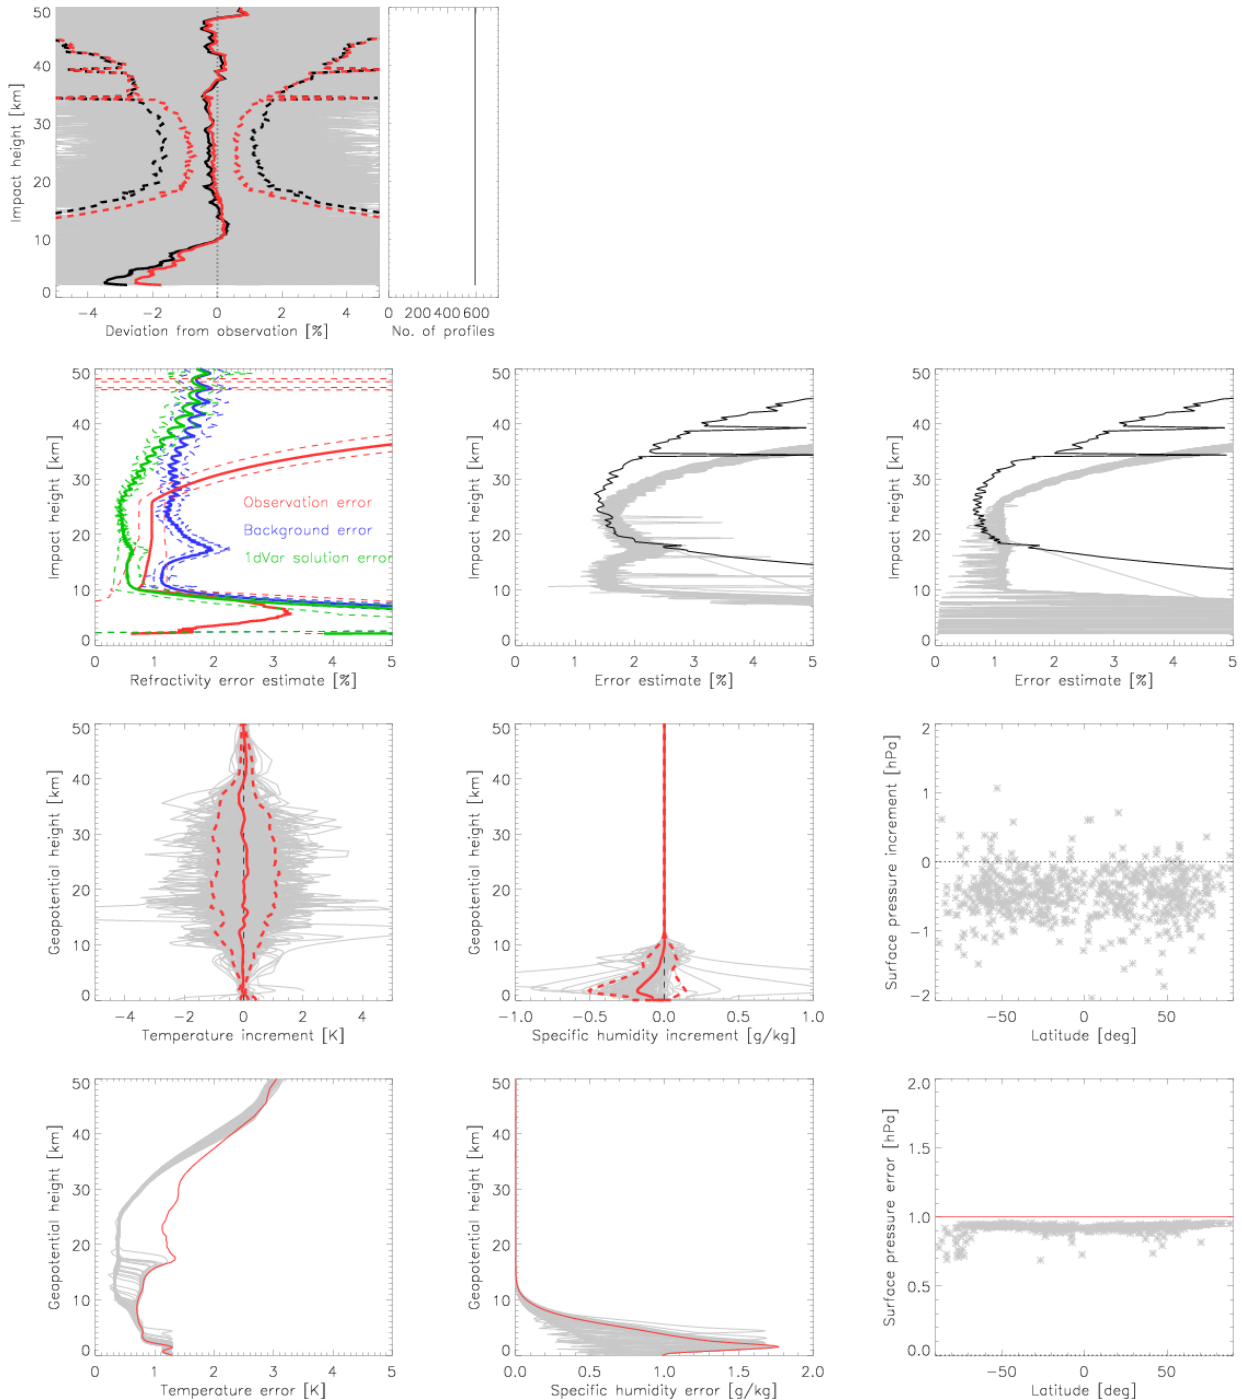 50
40
30
20
10
0
Impact height [km]
-4 -2 0 2 4
Deviation from observation [%]
0 200 400 600
No. of profiles
50
40
30
20
10
0
Impact height [km]
Observation error
Background error
1dVar solution error
0 1 2 3 4 5
Refractivity error estimate [%]
50
40
30
20
10
0
Impact height [km]
0 1 2 3 4 5
Error estimate [%]
50
40
30
20
10
0
Impact height [km]
0 1 2 3 4 5
Error estimate [%]
50
40
30
20
10
0
Geopotential height [km]
-4 -2 0 2 4
Temperature increment [K]
50
40
30
20
10
0
Geopotential height [km]
-1.0 -0.5 0.0 0.5 1.0
Specific humidity increment [g/kg]
2
1
0
-1
-2
Surface pressure increment [hPa]
-50 0 50
Latitude [deg]
50
40
30
20
10
0
Geopotential height [km]
0 1 2 3 4 5
Temperature error [K]
50
40
30
20
10
0
Geopotential height [km]
0.0 0.5 1.0 1.5 2.0
Specific humidity error [g/kg]
2.0
1.5
1.0
0.5
0.0
Surface pressure error [hPa]
-50 0 50
Latitude [deg]